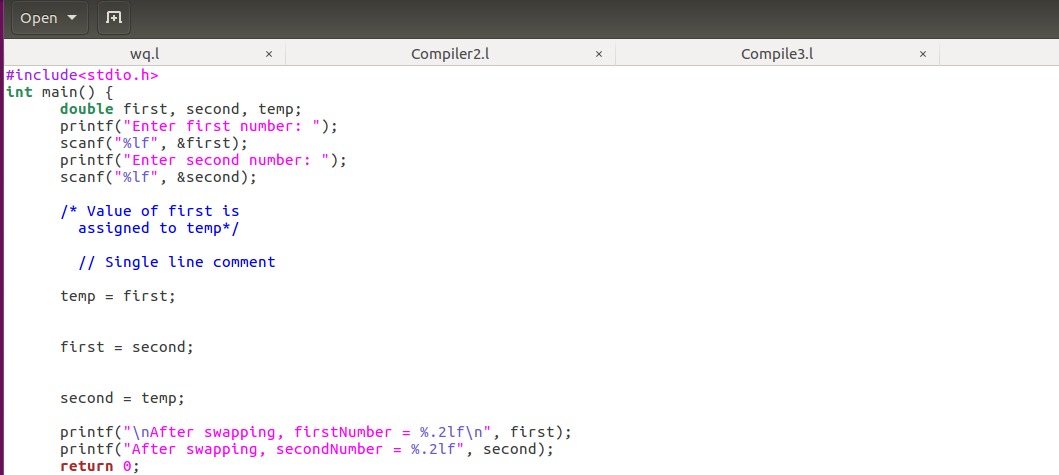 Open
wq.l × Compiler2.l × Compile3.l ×
#include<stdio.h>
int main() {
      double first, second, temp;
      printf("Enter first number: ");
      scanf("%lf", &first);
      printf("Enter second number: ");
      scanf("%lf", &second);

      /* Value of first is
        assigned to temp*/

        // Single line comment

      temp = first;


      first = second;


      second = temp;

      printf("\nAfter swapping, firstNumber = %.2lf\n", first);
      printf("After swapping, secondNumber = %.2lf", second);
      return 0;